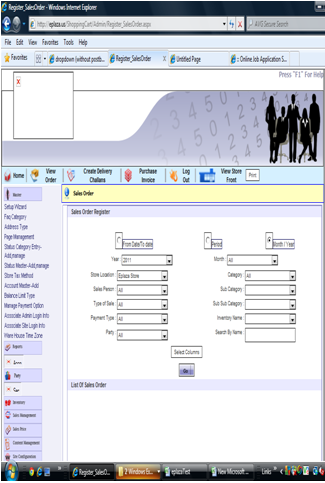 Register_SalesOrder - Windows Internet Explorer
http://eplaza.us/ShoppingCart/Admin/Register_SalesOrder.aspx
AVG Secure Search
File Edit View Favorites Tools Help
Favorites dropdown (without postb... Register_SalesOrder X Untitled Page :: Online Job Application S...
Press "F1" For Help
Home View Order Create Delivery Challans Purchase Invoice Log Out View Store Front Print
Master
Sales Order
Setup Wizard
Faq Category
Address Type
Page Management
Status Category Entry-Add,manage
Status Master-Add,manage
Store Tax Method
Account Master-Add
Balance Limit Type
Manage Payment Option
Associate Admin Login Info
Associate Site Login Info
Ware House Time Zone
Reports
Party
Inventory
Sales Management
Sales Price
Content Management
Site Configuration
Sales Order Register
From Date/To date Period Month / Year
Year 2011 Month All
Store Location Eplaza Store Category All
Sales Person All Sub Category All
Type of Sale All Sub Sub Category All
Payment Type All Inventory Name All
Party All Search By Name
Select Columns
Go
List Of Sales Order
Register_SalesO... 2 Windows Ex... eplazaTest New Microsoft ... Links